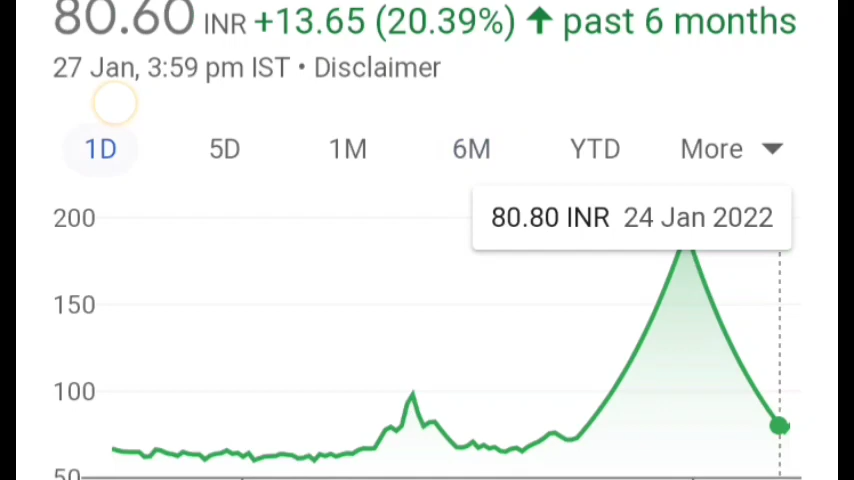 80.60 INR +13.65 (20.39%) ↑ past 6 months
27 Jan, 3:59 pm IST • Disclaimer
1D 5D 1M 6M YTD More
80.80 INR 24 Jan 2022
200
150
100
50